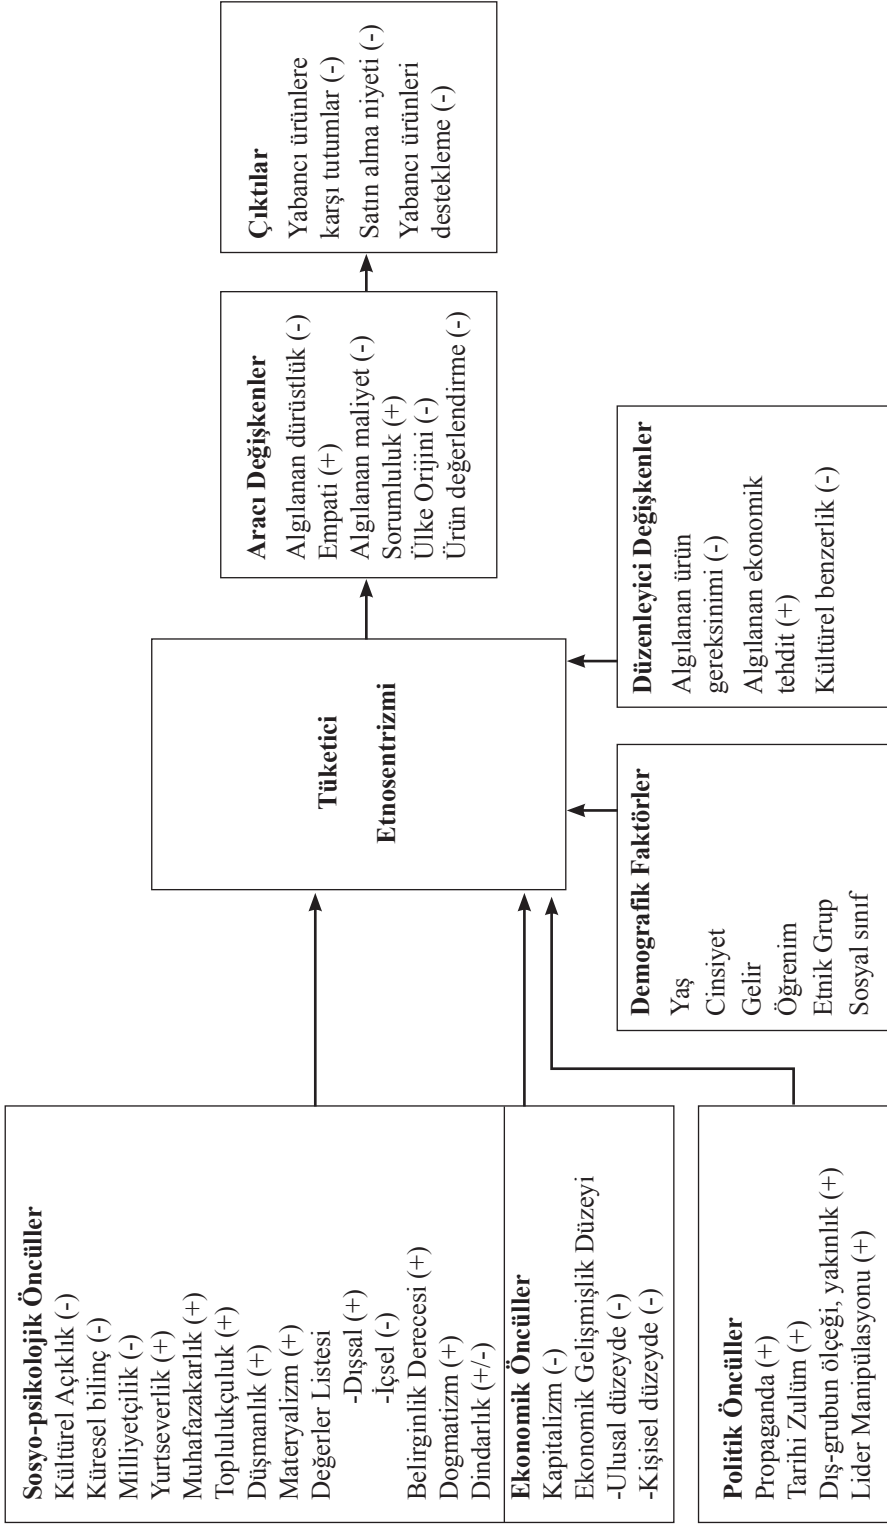 Sosyo-psikolojik Öncüller
Kültürel Açıklık (-)
Küresel bilinç (-)
Milliyetçilik (-)
Yurtseverlik (+)
Muhafazakarlık (+)
Toplulukçuluk (+)
Düşmanlık (+)
Materyalizm (+)
Değerler Listesi
-Dışsal (+)
-İçsel (-)
Belirginlik Derecesi (+)
Dogmatizm (+)
Dindarlık (+/-)
Ekonomik Öncüller
Kapitalizm (-)
Ekonomik Gelişmişlik Düzeyi
-Ulusal düzeyde (-)
-Kişisel düzeyde (-)
Politik Öncüller
Propaganda (+)
Tarihi Zulüm (+)
Dış-grubun ölçeği, yakınlık (+)
Lider Manipülasyonu (+)
Tüketici
Etnosentrizmi
Demografik Faktörler
Yaş
Cinsiyet
Gelir
Öğrenim
Etnik Grup
Sosyal sınıf
Düzenleyici Değişkenler
Algılanan ürün
gereksinimi (-)
Algılanan ekonomik
tehdit (+)
Kültürel benzerlik (-)
Aracı Değişkenler
Algılanan dürüstlük (-)
Empati (+)
Algılanan maliyet (-)
Sorumluluk (+)
Ülke Orijini (-)
Ürün değerlendirme (-)
Çıktılar
Yabancı ürünlere
karşı tutumlar (-)
Satın alma niyeti (-)
Yabancı ürünleri
destekleme (-)